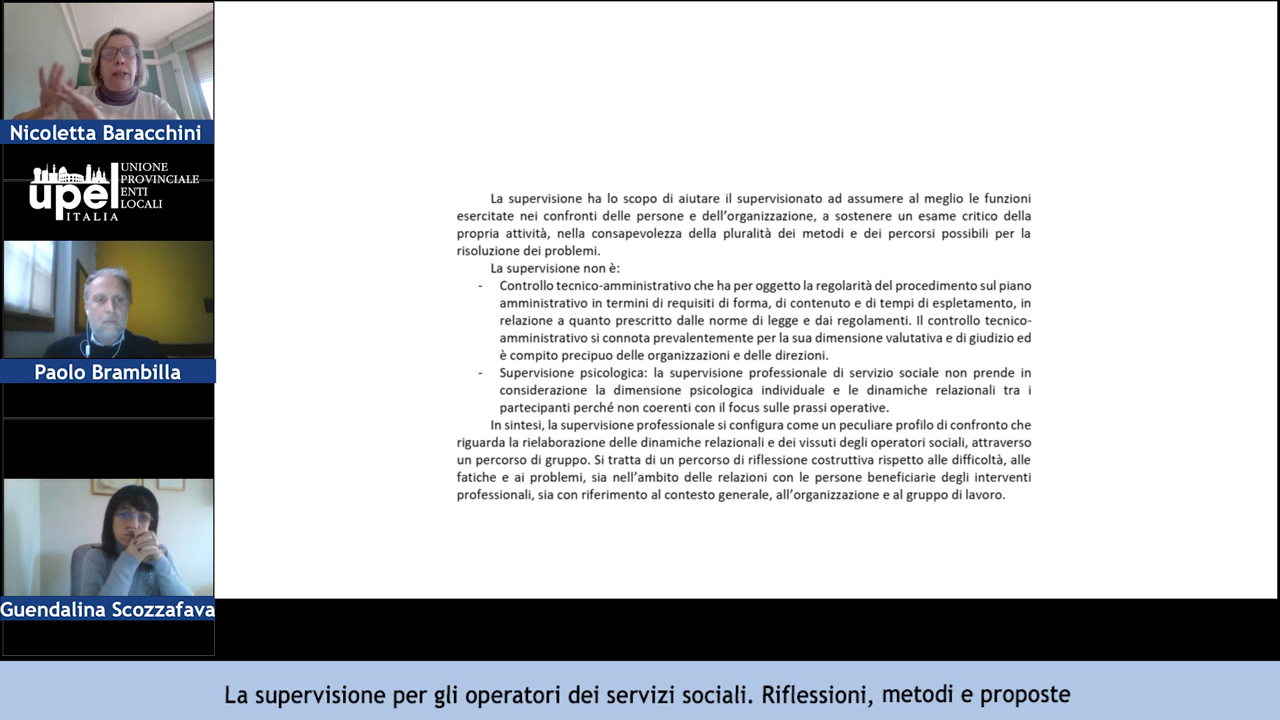 Nicoletta Baracchini
upel
ITALIA
UNIONE
PROVINCIALE
ENTI
LOCALI
Paolo Brambilla
Guendalina Scozzafava
La supervisione ha lo scopo di aiutare il supervisionato ad assumere al meglio le funzioni
esercitate nei confronti delle persone e dell’organizzazione, a sostenere un esame critico della
propria attività, nella consapevolezza della pluralità dei metodi e dei percorsi possibili per la
risoluzione dei problemi.
La supervisione non è:
- Controllo tecnico-amministrativo che ha per oggetto la regolarità del procedimento sul piano
amministrativo in termini di requisiti di forma, di contenuto e di tempi di espletamento, in
relazione a quanto prescritto dalle norme di legge e dai regolamenti. Il controllo tecnico-
amministrativo si connota prevalentemente per la sua dimensione valutativa e di giudizio ed
è compito precipuo delle organizzazioni e delle direzioni.
- Supervisione psicologica: la supervisione professionale di servizio sociale non prende in
considerazione la dimensione psicologica individuale e le dinamiche relazionali tra i
partecipanti perché non coerenti con il focus sulle prassi operative.
In sintesi, la supervisione professionale si configura come un peculiare profilo di confronto che
riguarda la rielaborazione delle dinamiche relazionali e dei vissuti degli operatori sociali, attraverso
un percorso di gruppo. Si tratta di un percorso di riflessione costruttiva rispetto alle difficoltà, alle
fatiche e ai problemi, sia nell’ambito delle relazioni con le persone beneficiarie degli interventi
professionali, sia con riferimento al contesto generale, all’organizzazione e al gruppo di lavoro.
La supervisione per gli operatori dei servizi sociali. Riflessioni, metodi e proposte